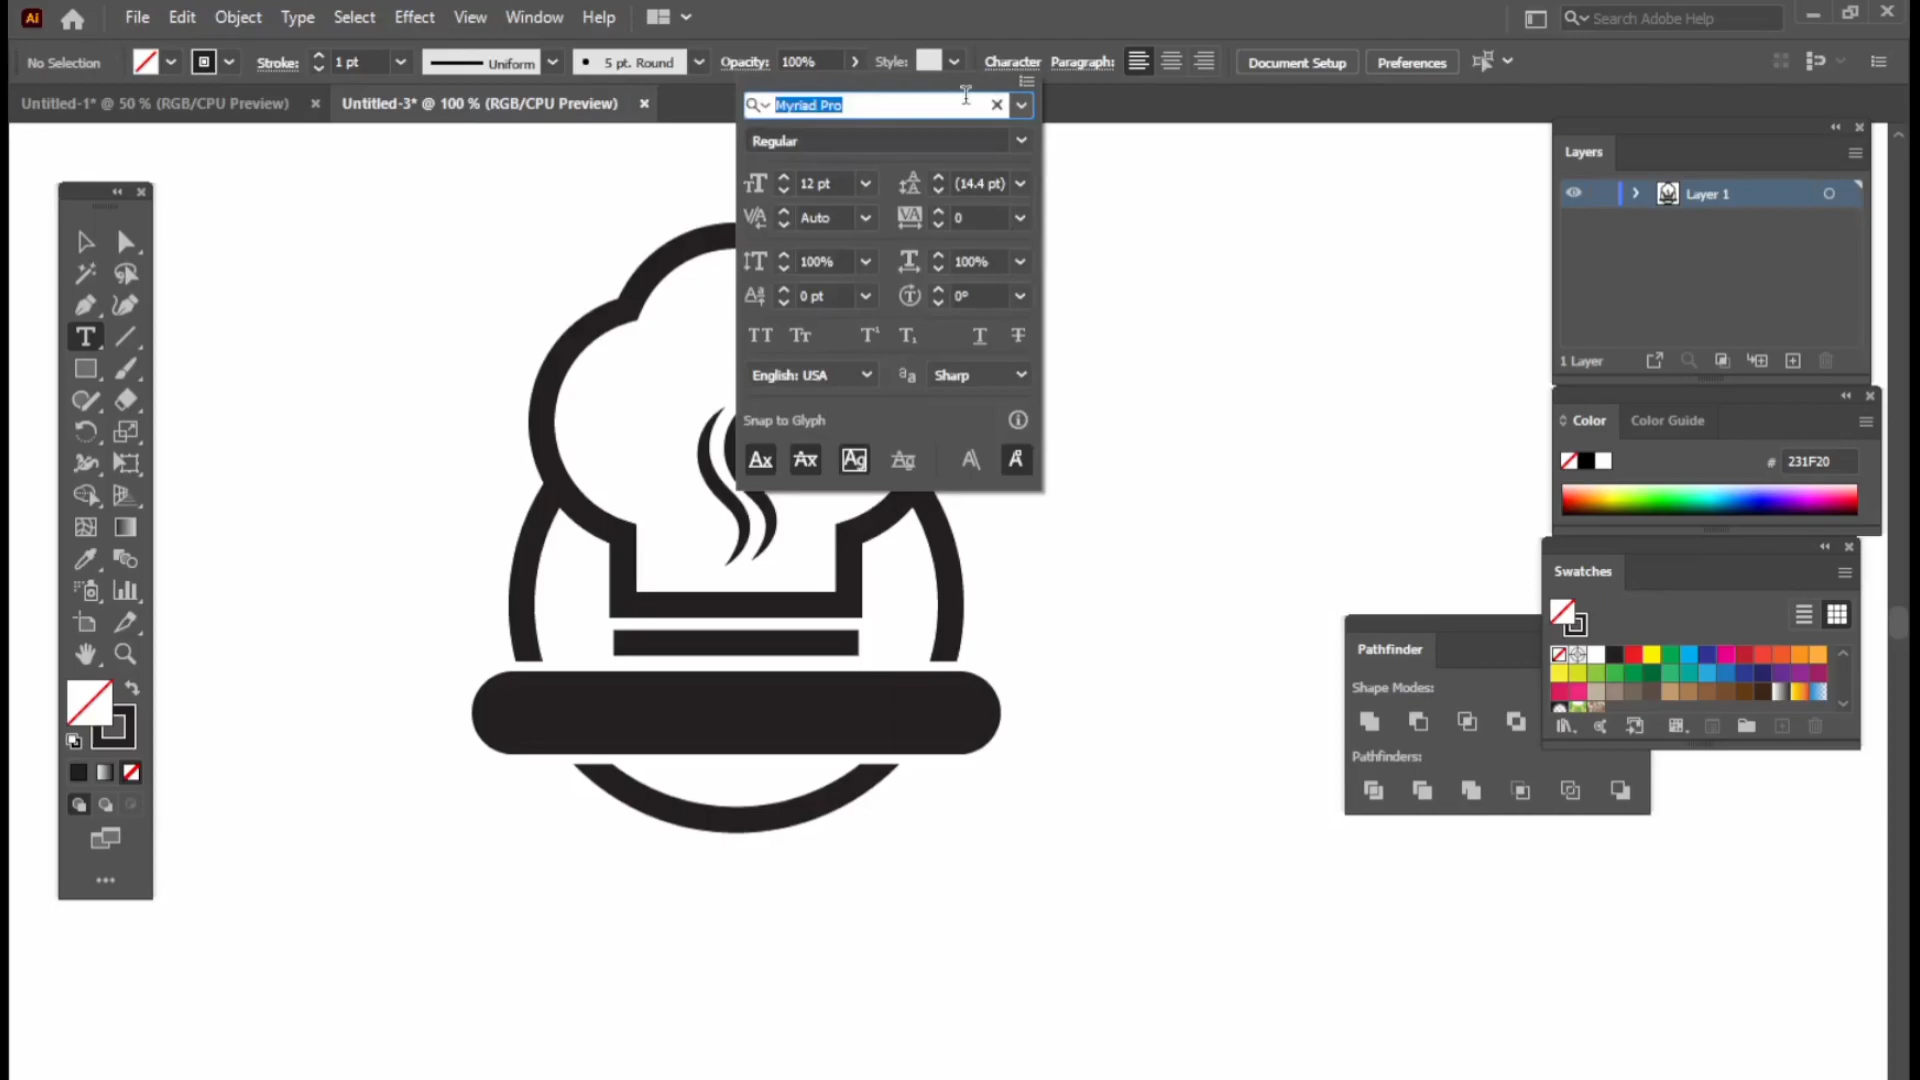 Ai File Edit Object Type Select Effect View Window Help Search Adobe Help
No Selection Stroke: 1 pt Uniform 5 pt. Round Opacity: 100% Style: Character Paragraph: Document Setup Preferences
Untitled-1* @ 50 % (RGB/CPU Preview) Untitled-3* @ 100 % (RGB/CPU Preview)
Myriad Pro
Regular
12 pt (14.4 pt)
Auto 0
100% 100%
0 pt 0°
English: USA Sharp
Snap to Glyph
Layers
Layer 1
1 Layer
Color Color Guide
# 231F20
Swatches
Pathfinder
Shape Modes:
Pathfinders: